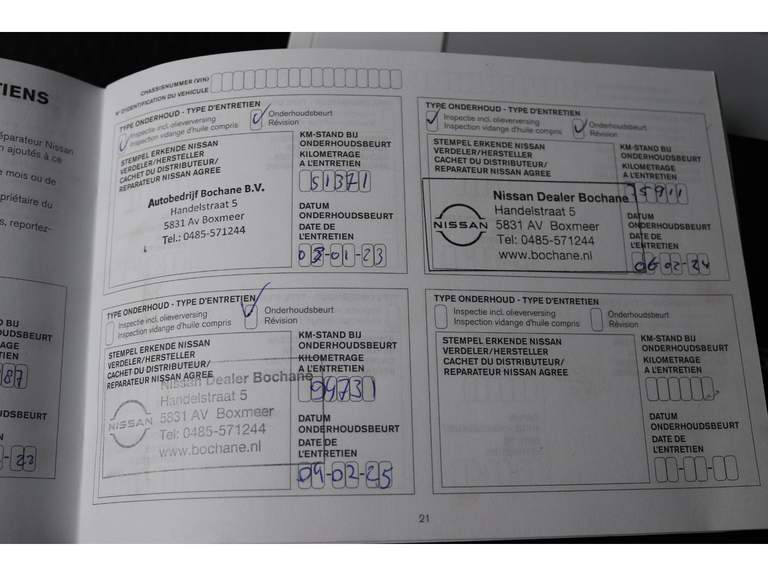 TIENS
éparateur Nissan
n ajoutés à ce
e mois ou de
opriétaire du
s, reportez-
D BIJ
OUDSBEURT
AGE
TIEN
87
OUDSBEURT
TIEN
- 22
CHASSISNUMMER (VIN)
N° D'IDENTIFICATION DU VEHICULE
TYPE ONDERHOUD - TYPE D'ENTRETIEN
Inspectie incl. olieverversing
Inspection vidange d'huile compris
Onderhoudsbeurt
Révision
STEMPEL ERKENDE NISSAN
VERDELER/HERSTELLER
CACHET DU DISTRIBUTEUR/
REPARATEUR NISSAN AGREE
KM-STAND BIJ
ONDERHOUDSBEURT
KILOMETRAGE
A L'ENTRETIEN
51371
Autobedrijf Bochane B.V.
Handelstraat 5
5831 AV Boxmeer
Tel.: 0485-571244
DATUM
ONDERHOUDSBEURT
DATE DE
L'ENTRETIEN
02-01-23
TYPE ONDERHOUD - TYPE D'ENTRETIEN
Inspectie incl. olieverversing
Inspection vidange d'huile compris
Onderhoudsbeurt
Révision
STEMPEL ERKENDE NISSAN
VERDELER/HERSTELLER
CACHET DU DISTRIBUTEUR/
REPARATEUR NISSAN AGREE
KM-STAND BIJ
ONDERHOUDSBEURT
KILOMETRAGE
A L'ENTRETIEN
75911
NISSAN
Nissan Dealer Bochane
Handelstraat 5
5831 AV Boxmeer
Tel: 0485-571244
www.bochane.nl
DATUM
ONDERHOUDSBEURT
DATE DE
L'ENTRETIEN
06-02-24
TYPE ONDERHOUD - TYPE D'ENTRETIEN
Inspectie incl. olieverversing
Inspection vidange d'huile compris
Onderhoudsbeurt
Révision
STEMPEL ERKENDE NISSAN
VERDELER/HERSTELLER
CACHET DU DISTRIBUTEUR/
REPARATEUR NISSAN AGREE
KM-STAND BIJ
ONDERHOUDSBEURT
KILOMETRAGE
A L'ENTRETIEN
99731
NISSAN
Nissan Dealer Bochane
Handelstraat 5
5831 AV Boxmeer
Tel: 0485-571244
www.bochane.nl
DATUM
ONDERHOUDSBEURT
DATE DE
L'ENTRETIEN
04-02-25
TYPE ONDERHOUD - TYPE D'ENTRETIEN
Inspectie incl. olieverversing
Inspection vidange d'huile compris
Onderhoudsbeurt
Révision
STEMPEL ERKENDE NISSAN
VERDELER/HERSTELLER
CACHET DU DISTRIBUTEUR/
REPARATEUR NISSAN AGREE
KM-STAND BIJ
ONDERHOUDSBEURT
KILOMETRAGE
A L'ENTRETIEN
DATUM
ONDERHOUDSBEURT
DATE DE
L'ENTRETIEN
21